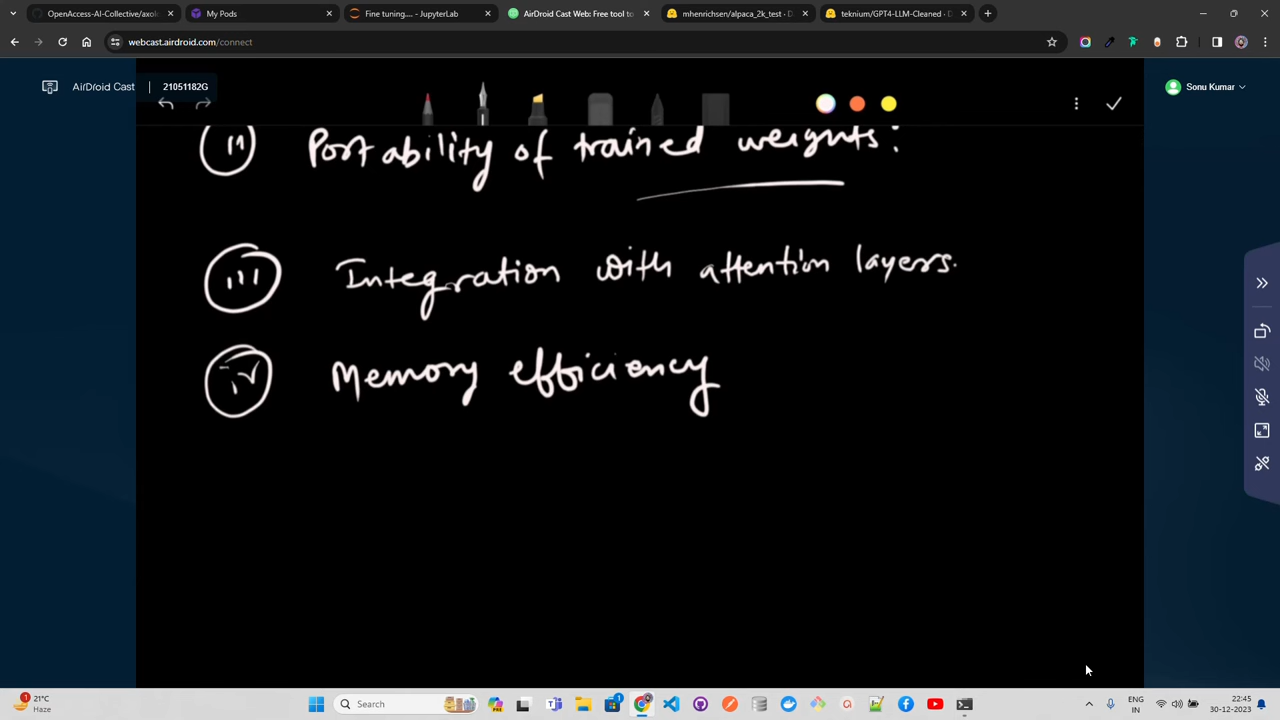 OpenAccess-AI-Collective/axol
My Pods
Fine tuning.... - JupyterLab
AirDroid Cast Web: Free tool to
mhenrichsen/alpaca_2k_test · D
teknium/GPT4-LLM-Cleaned · D
webcast.airdroid.com/connect
AirDroid Cast
21051182G
Sonu Kumar
ii Portability of trained weights:
iii Integration with attention layers.
iv Memory efficiency
1
21°C
Haze
Search
1
ENG
IN
22:45
30-12-2023